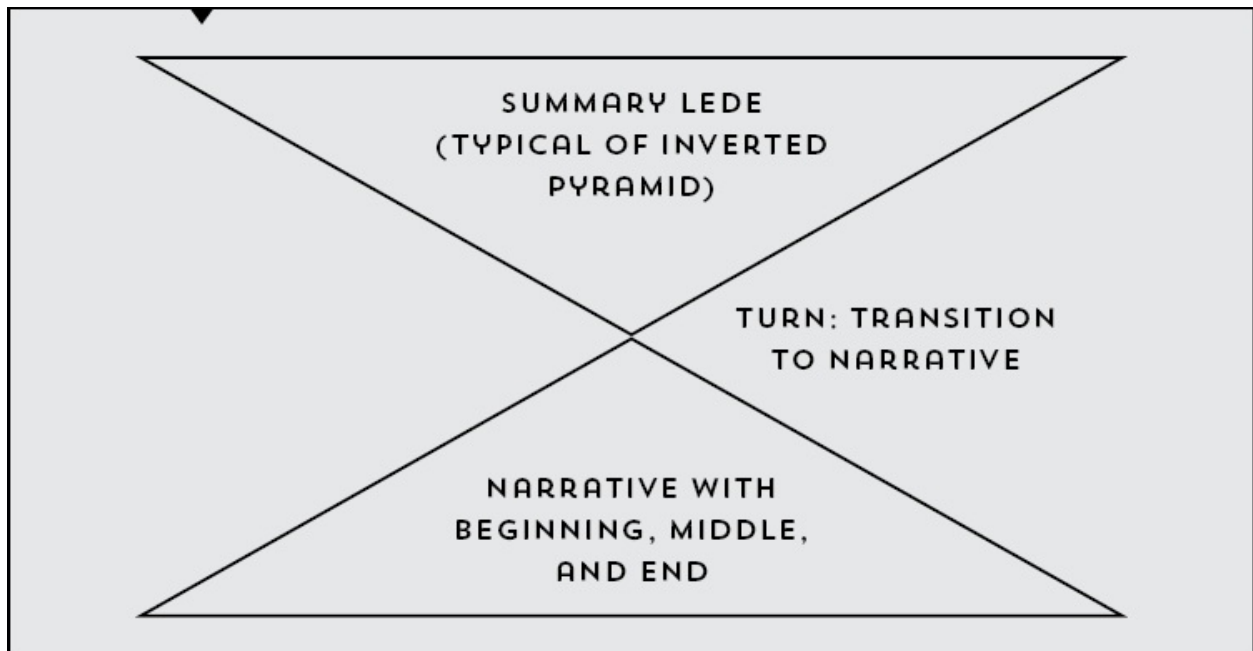 SUMMARY LEDE
(TYPICAL OF INVERTED
PYRAMID)
TURN: TRANSITION
TO NARRATIVE
NARRATIVE WITH
BEGINNING, MIDDLE,
AND END